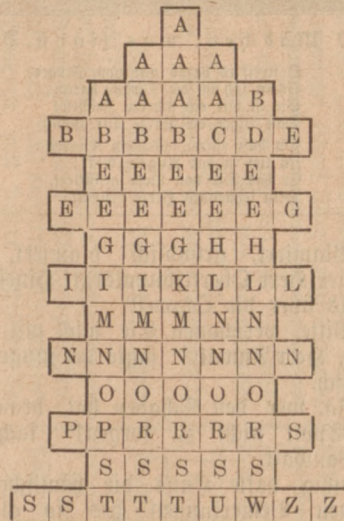 A
A A A
A A A A B
B B B B C D E
E E E E E
E E E E E E G
G G G H H
I I I K L L L
M M M N N
N N N N N N N
O O O O O
P P R R R R S
S S S S S
S S T T T U W Z Z